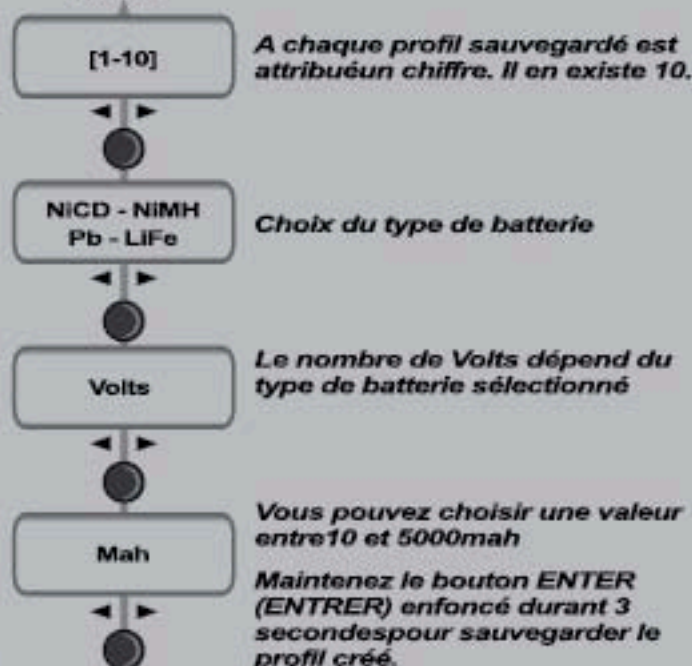 [1-10]
A chaque profil sauvegardé est
attribuéun chiffre. Il en existe 10.
NiCD - NiMH
Pb - LiFe
Choix du type de batterie
Volts
Le nombre de Volts dépend du
type de batterie sélectionné
Mah
Vous pouvez choisir une valeur
entre10 et 5000mah
Maintenez le bouton ENTER
(ENTRER) enfoncé durant 3
secondespour sauvegarder le
profil créé.